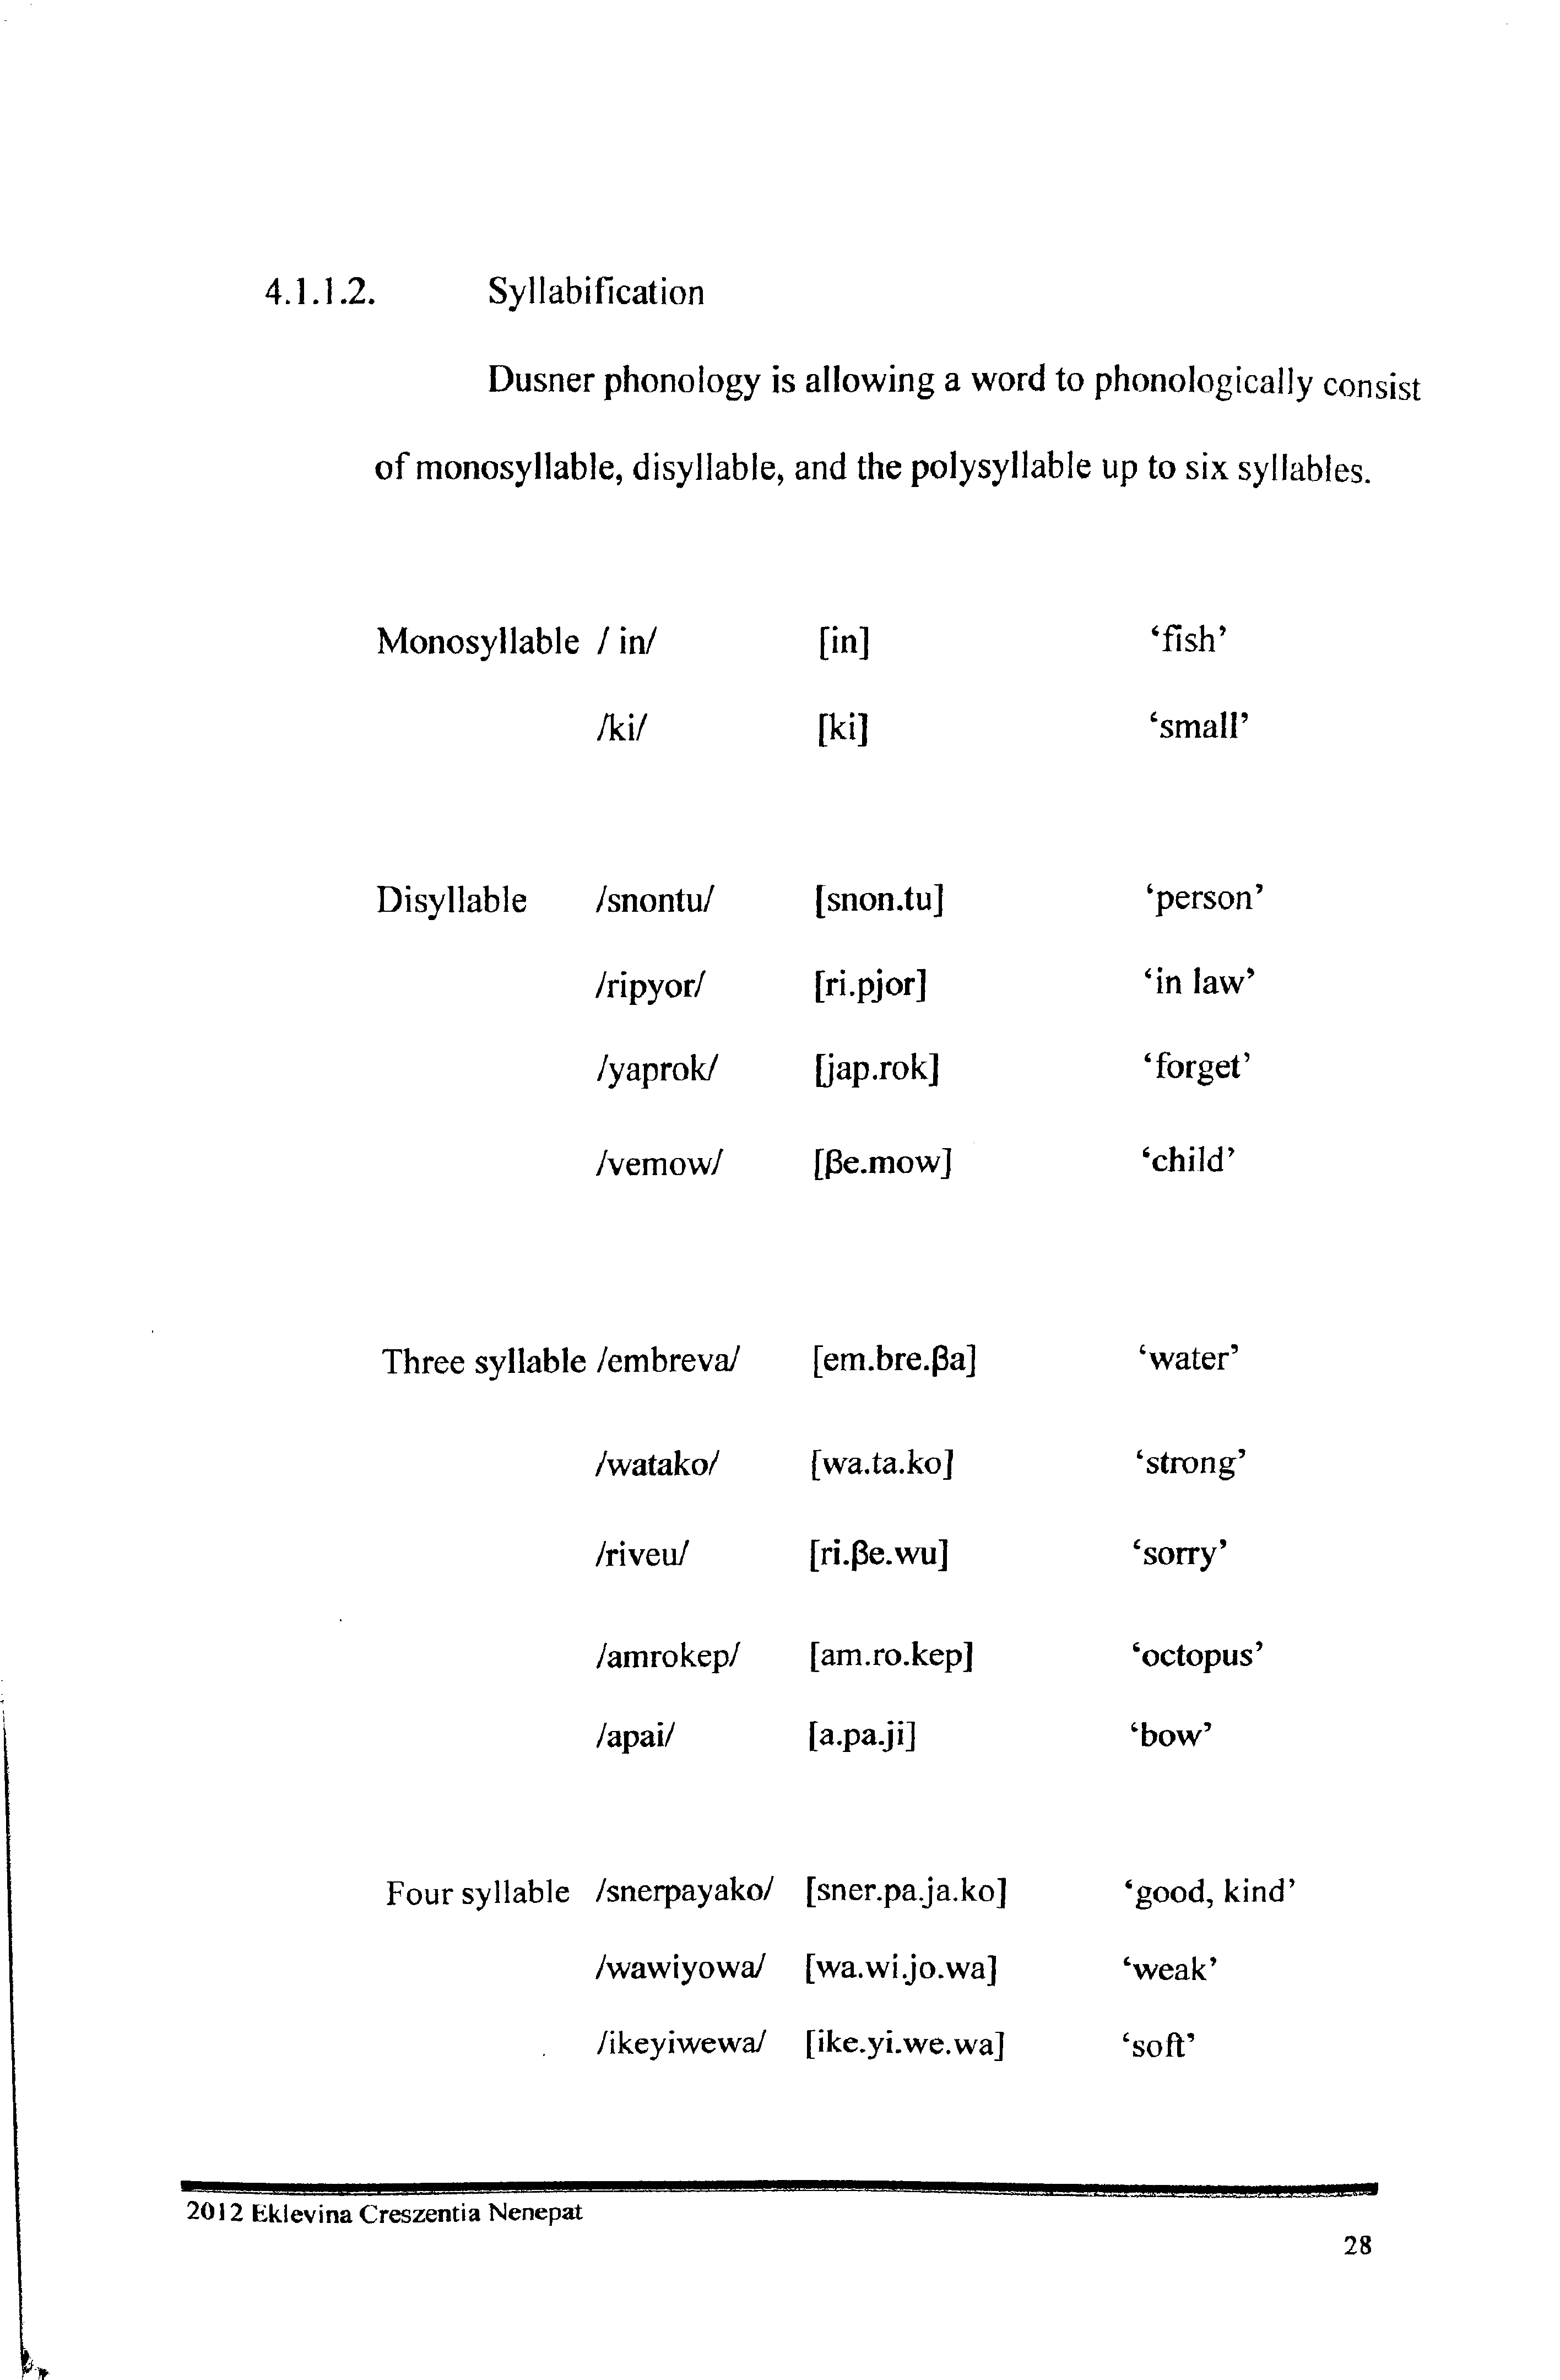 4.1.1.2. Syllabification
Dusner phonology is allowing a word to phonologically consist
of monosyllable, disyllable, and the polysyllable up to six syllables.
Monosyllable / in/ [in] ‘fish’
/ki/ [ki] ‘small’
Disyllable /snontu/ [snon.tu] ‘person’
/ripyor/ [ri.pjor] ‘in law’
/yaprok/ [jap.rok] ‘forget’
/vemow/ [βe.mow] ‘child’
Three syllable /embreva/ [em.bre.βa] ‘water’
/watako/ [wa.ta.ko] ‘strong’
/riveu/ [ri.βe.wu] ‘sorry’
/amrokep/ [am.ro.kep] ‘octopus’
/apai/ [a.pa.ji] ‘bow’
Four syllable /snerpayako/ [sner.pa.ja.ko] ‘good, kind’
/wawiyowa/ [wa.wi.jo.wa] ‘weak’
/ikeyiwewa/ [ike.yi.we.wa] ‘soft’
2012 Eklevina Creszentia Nenepat
28